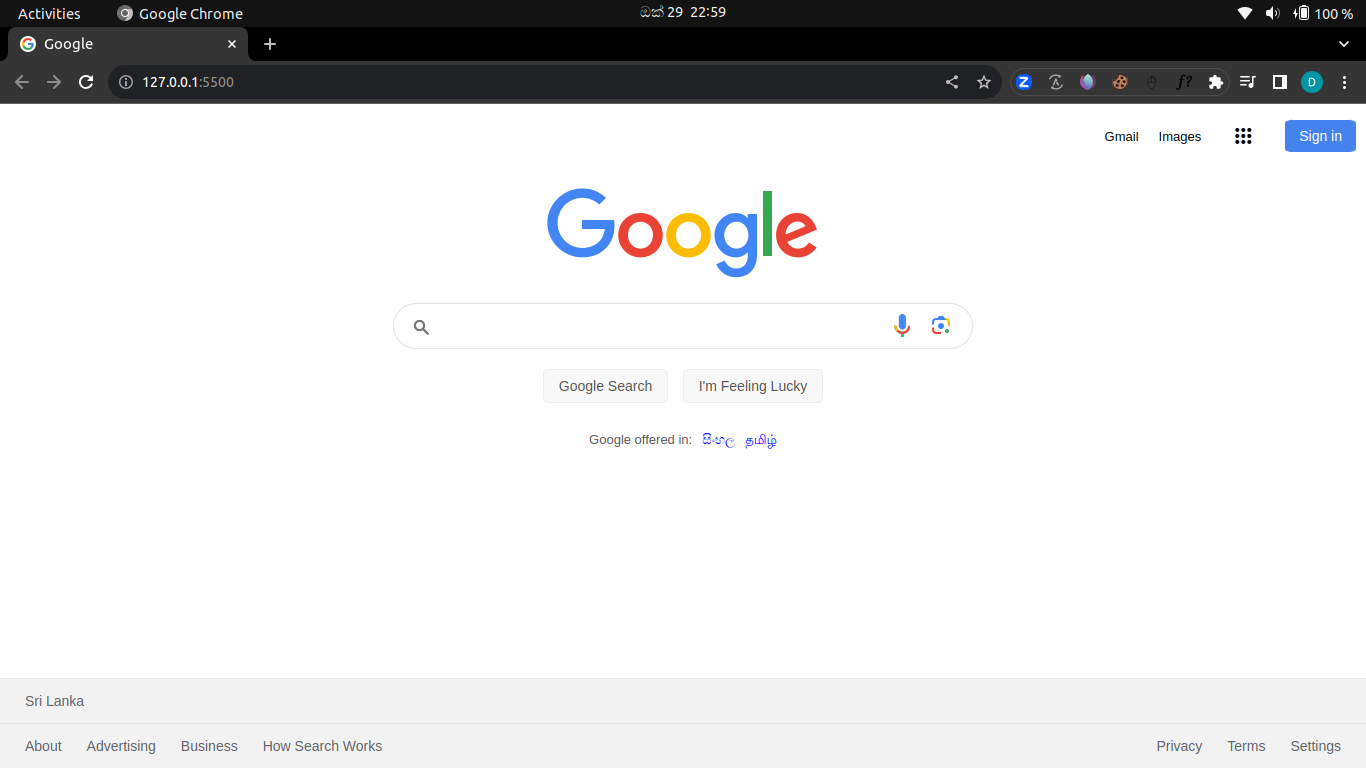 Activities Google Chrome ඔක් 29 22:59 100 %
Google
127.0.0.1:5500 D
Gmail Images Sign in
Google
Google Search I'm Feeling Lucky
Google offered in: සිංහල தமிழ்
Sri Lanka
About Advertising Business How Search Works Privacy Terms Settings